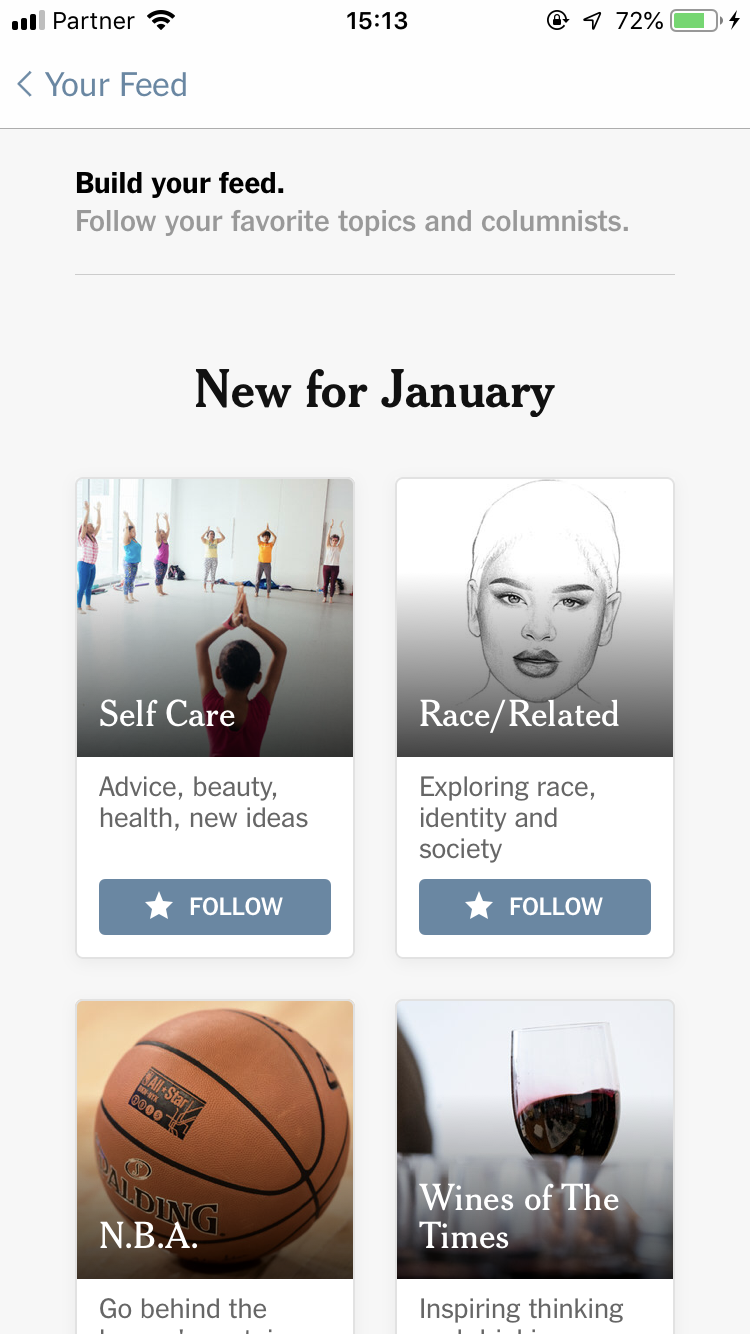 Partner 15:13 72%
Your Feed
Build your feed.
Follow your favorite topics and columnists.
New for January
Self Care
Advice, beauty,
health, new ideas
FOLLOW
Race/Related
Exploring race,
identity and
society
FOLLOW
All-Star
SPALDING
N.B.A.
Go behind the
Wines of The
Times
Inspiring thinking